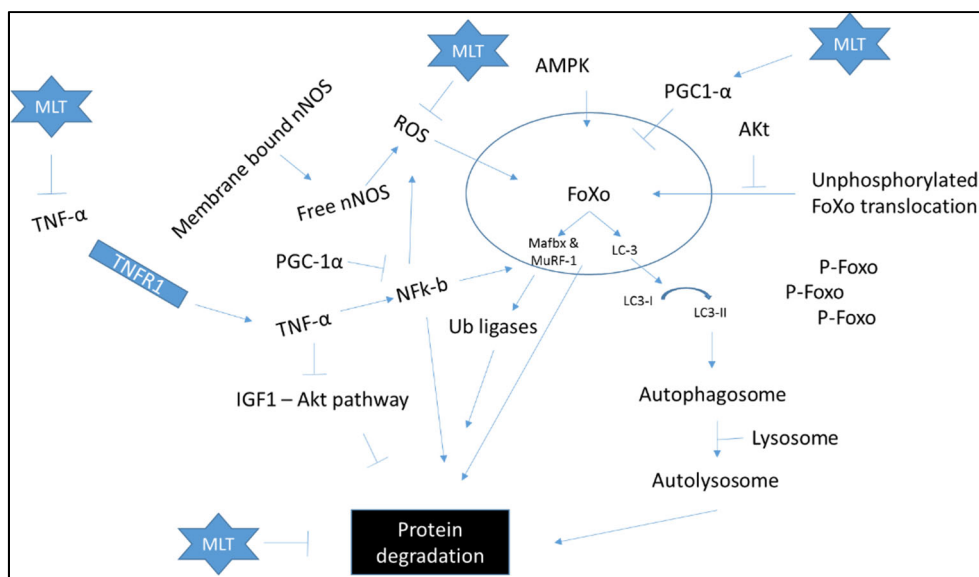 MLT
MLT
MLT
AMPK
PGC1-α
Membrane bound nNOS
ROS
AKt
TNF-α
Free nNOS
FoXo
Unphosphorylated
FoXo translocation
TNFR1
PGC-1α
Mafbx &
MuRF-1
LC-3
P-Foxo
P-Foxo
P-Foxo
NFk-b
TNF-α
LC3-I
LC3-II
Ub ligases
IGF1 – Akt pathway
Autophagosome
Lysosome
Autolysosome
MLT
Protein
degradation